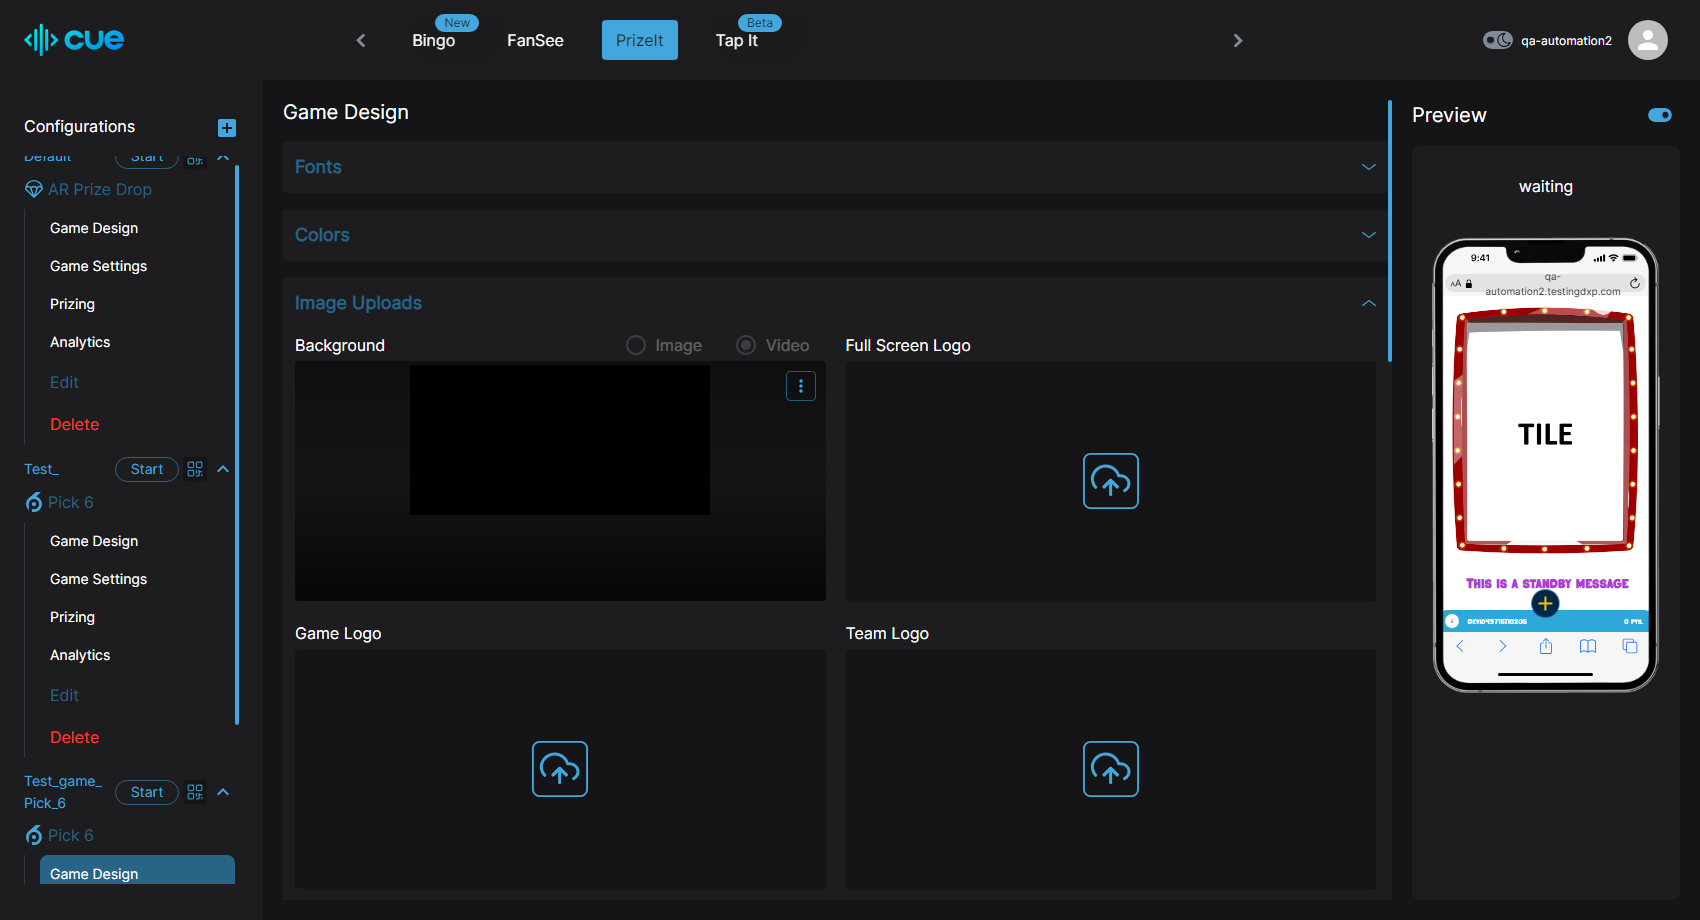 cue
New
Bingo
FanSee
PrizeIt
Beta
Tap It
qa-automation2
Configurations
Default
Start
AR Prize Drop
Game Design
Game Settings
Prizing
Analytics
Edit
Delete
Test_
Start
Pick 6
Game Design
Game Settings
Prizing
Analytics
Edit
Delete
Test_game_
Pick_6
Start
Pick 6
Game Design
Game Design
Fonts
Colors
Image Uploads
Background
Image
Video
Full Screen Logo
Game Logo
Team Logo
Preview
waiting
9:41
AA
qa-
automation2.testingdxp.com
TILE
This is a standby message
0 PTS.